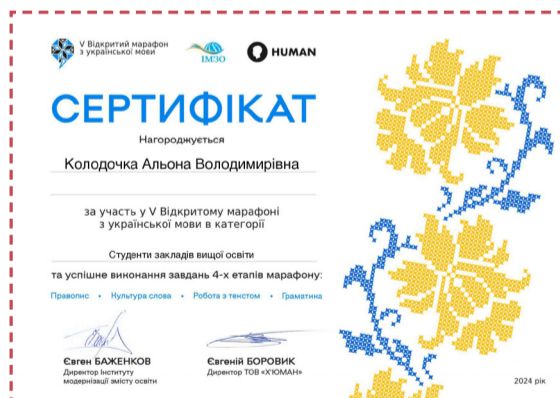 V Відкритий марафон
з української мови
ІМЗО
HUMAN
СЕРТИФІКАТ
Нагороджується
Колодочка Альона Володимирівна
за участь у V Відкритому марафоні
з української мови в категорії
Студенти закладів вищої освіти
та успішне виконання завдань 4-х етапів марафону:
Правопис • Культура слова • Робота з текстом • Граматика
Євген БАЖЕНКОВ
Директор Інституту
модернізації змісту освіти
Євгеній БОРОВИК
Директор ТОВ «Х'ЮМАН»
2024 рік